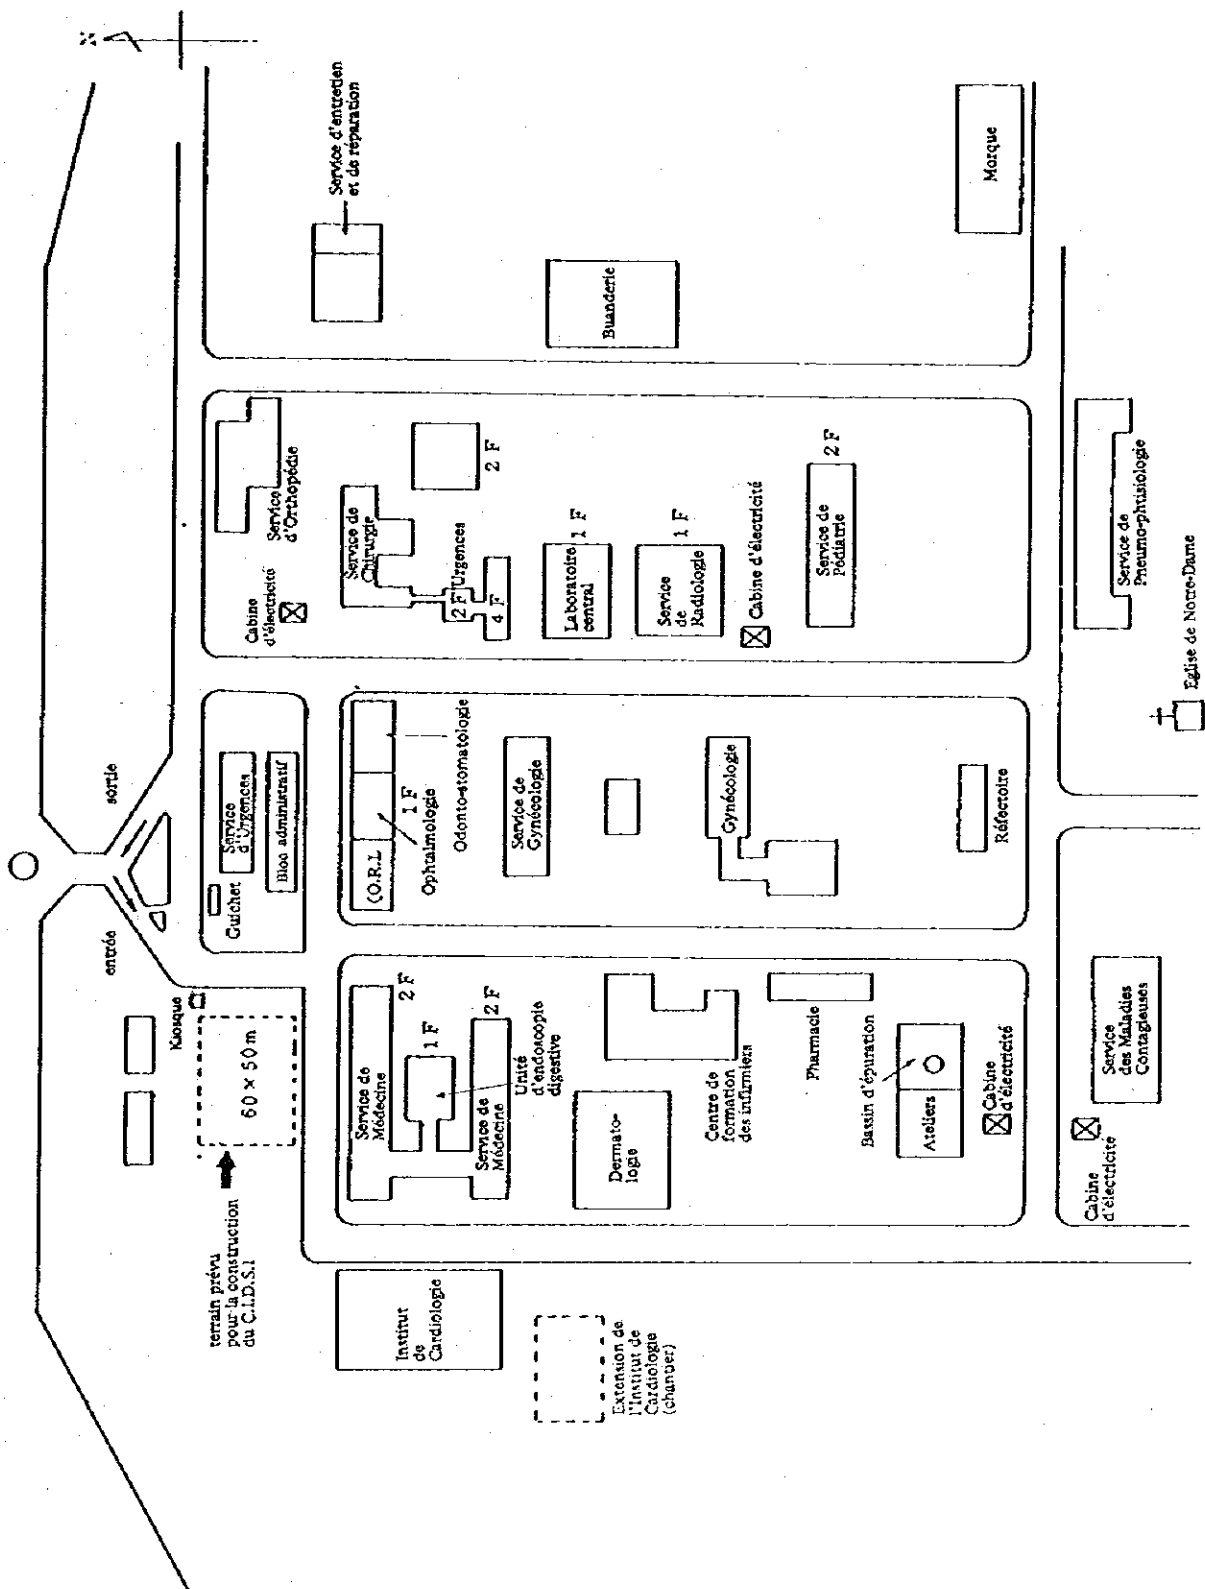 N
Service d'entretien
et de réparation
Morque
Buanderie
Service
d'Orthopédie
Cabine
d'électricité
Service de
Chirurgie
2 F
Urgences
2 F
4 F
Laboratoire
central
1 F
Service
de
Radiologie
1 F
Cabine d'électricité
Service de
Pédiatrie
2 F
Service de
Pneumo-phtisiologie
Eglise de Notre-Dame
sortie
entrée
Guichet
Service
d'Urgences
Bloc administratif
(O.R.L
1 F
Ophtalmologie
Odonto-stomatologie
Service de
Gynécologie
Gynécologie
Réfectoire
Kiosque
60 × 50m
terrain prévu
pour la construction
du C.I.D.S.I
Service de
Médecine
2 F
1 F
Service de
Médecine
2 F
Unité
d'endoscopie
digestive
Dermato-
logie
Centre de
formation
des infirmiers
Pharmacie
Bassin d'épuration
Ateliers
Cabine
d'électricité
Cabine
d'électricité
Service
des Maladies
Contagieuses
Institut
de
Cardiologie
Extension de
l'Institut de
Cardiologie
(chantier)